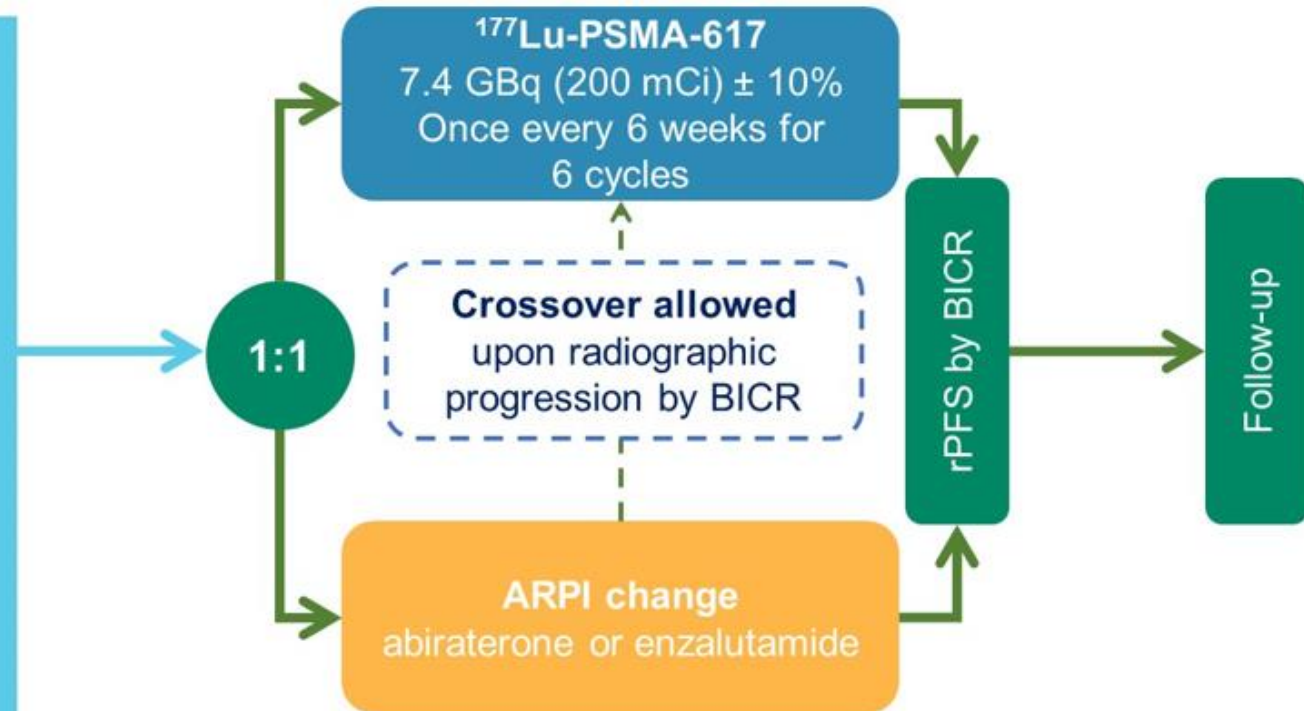 ¹⁷⁷Lu-PSMA-617
7.4 GBq (200 mCi) ± 10%
Once every 6 weeks for
6 cycles
1:1
Crossover allowed
upon radiographic
progression by BICR
ARPI change
abiraterone or enzalutamide
rPFS by BICR
Follow-up